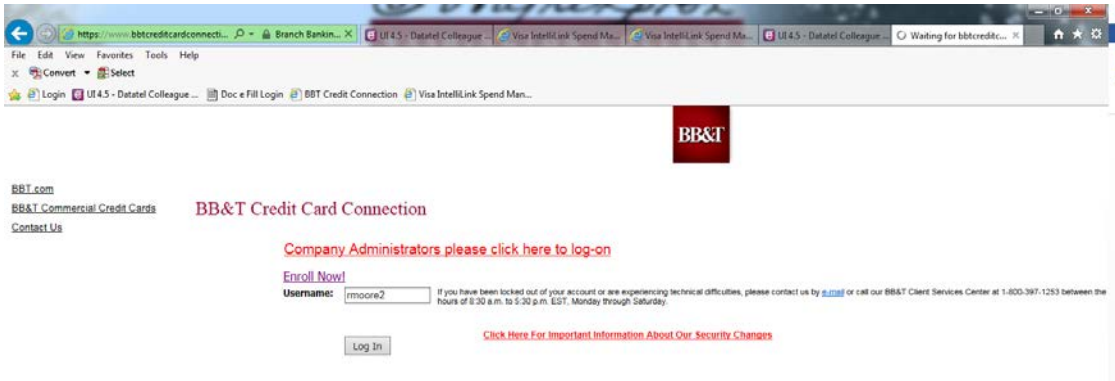 https://www.bbtcreditcardconnecti... Branch Bankin... UI 4.5 - Datatel Colleague ... Visa IntelliLink Spend Ma... Visa IntelliLink Spend Ma... UI 4.5 - Datatel Colleague ... Waiting for bbtcreditc...
File Edit View Favorites Tools Help
x Convert Select
Login UI 4.5 - Datatel Colleague ... Doc e Fill Login BBT Credit Connection Visa IntelliLink Spend Man...
BB&T
BBT.com
BB&T Commercial Credit Cards
Contact Us
BB&T Credit Card Connection
Company Administrators please click here to log-on
Enroll Now!
Username: rmoore2
If you have been locked out of your account or are experiencing technical difficulties, please contact us by e-mail or call our BB&T Client Services Center at 1-800-397-1253 between the
hours of 8:30 a.m. to 5:30 p.m. EST, Monday through Saturday.
Click Here For Important Information About Our Security Changes
Log In